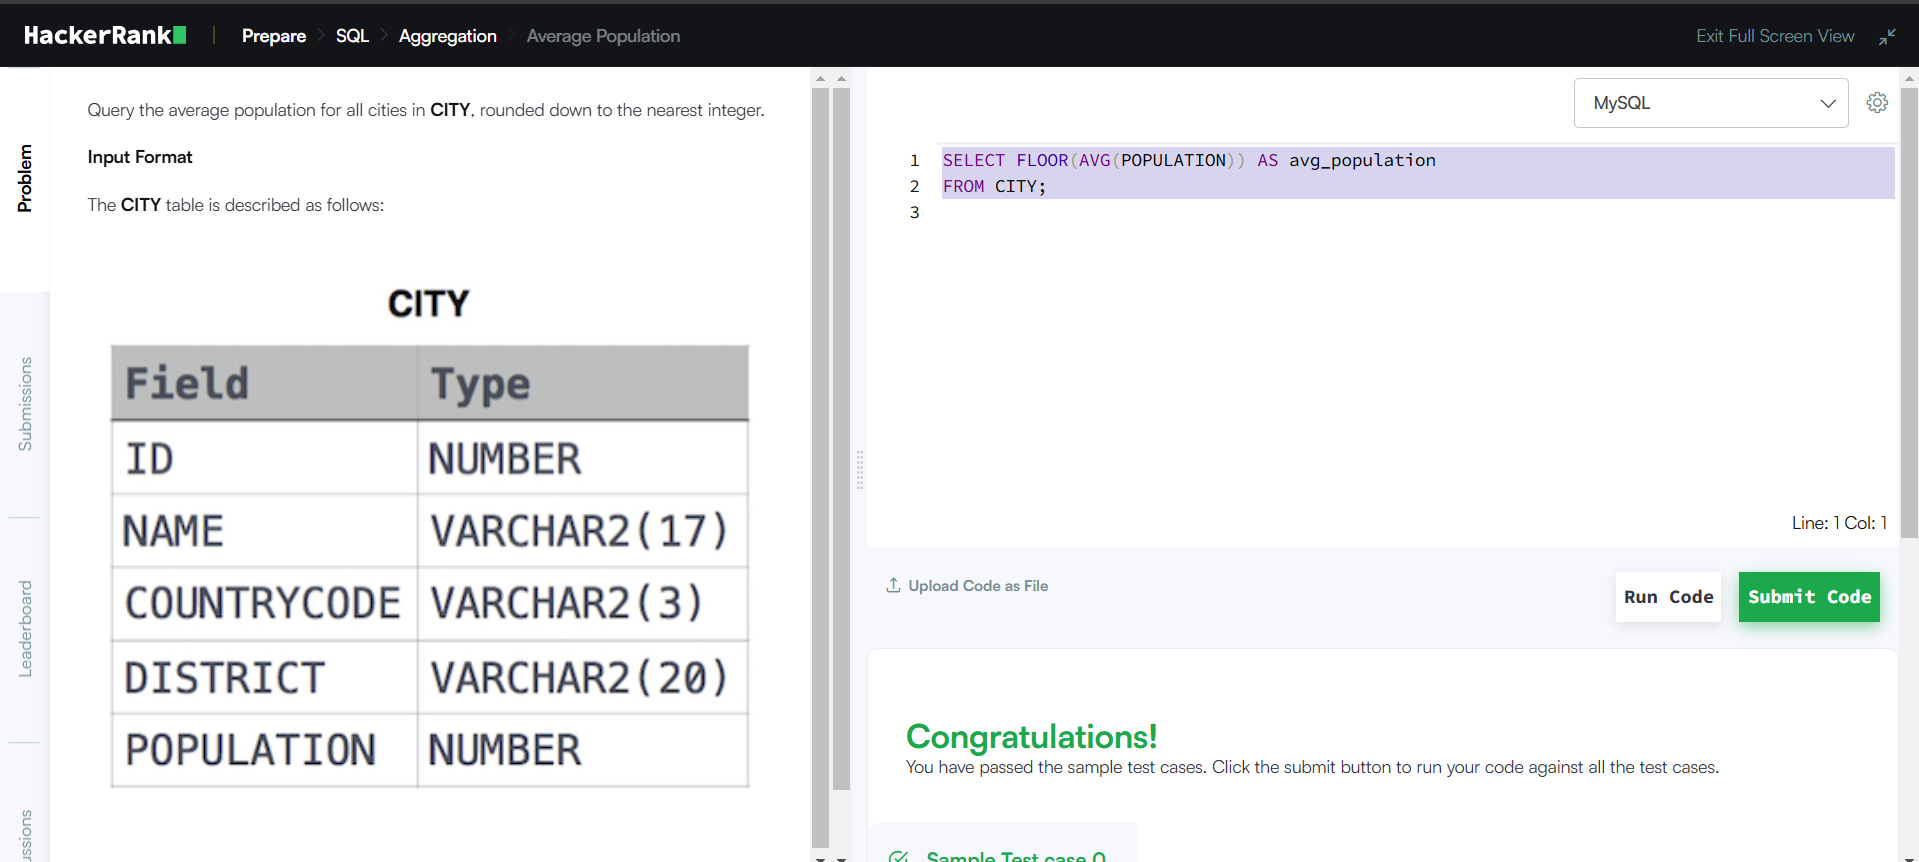 HackerRank | Prepare > SQL > Aggregation > Average Population
Exit Full Screen View
Problem
Submissions
Leaderboard
Query the average population for all cities in CITY, rounded down to the nearest integer.
Input Format
The CITY table is described as follows:
CITY
Field Type
ID NUMBER
NAME VARCHAR2(17)
COUNTRYCODE VARCHAR2(3)
DISTRICT VARCHAR2(20)
POPULATION NUMBER
MySQL
1 SELECT FLOOR(AVG(POPULATION)) AS avg_population
2 FROM CITY;
3
Line: 1 Col: 1
Upload Code as File
Run Code
Submit Code
Congratulations!
You have passed the sample test cases. Click the submit button to run your code against all the test cases.
Sample Test case 0